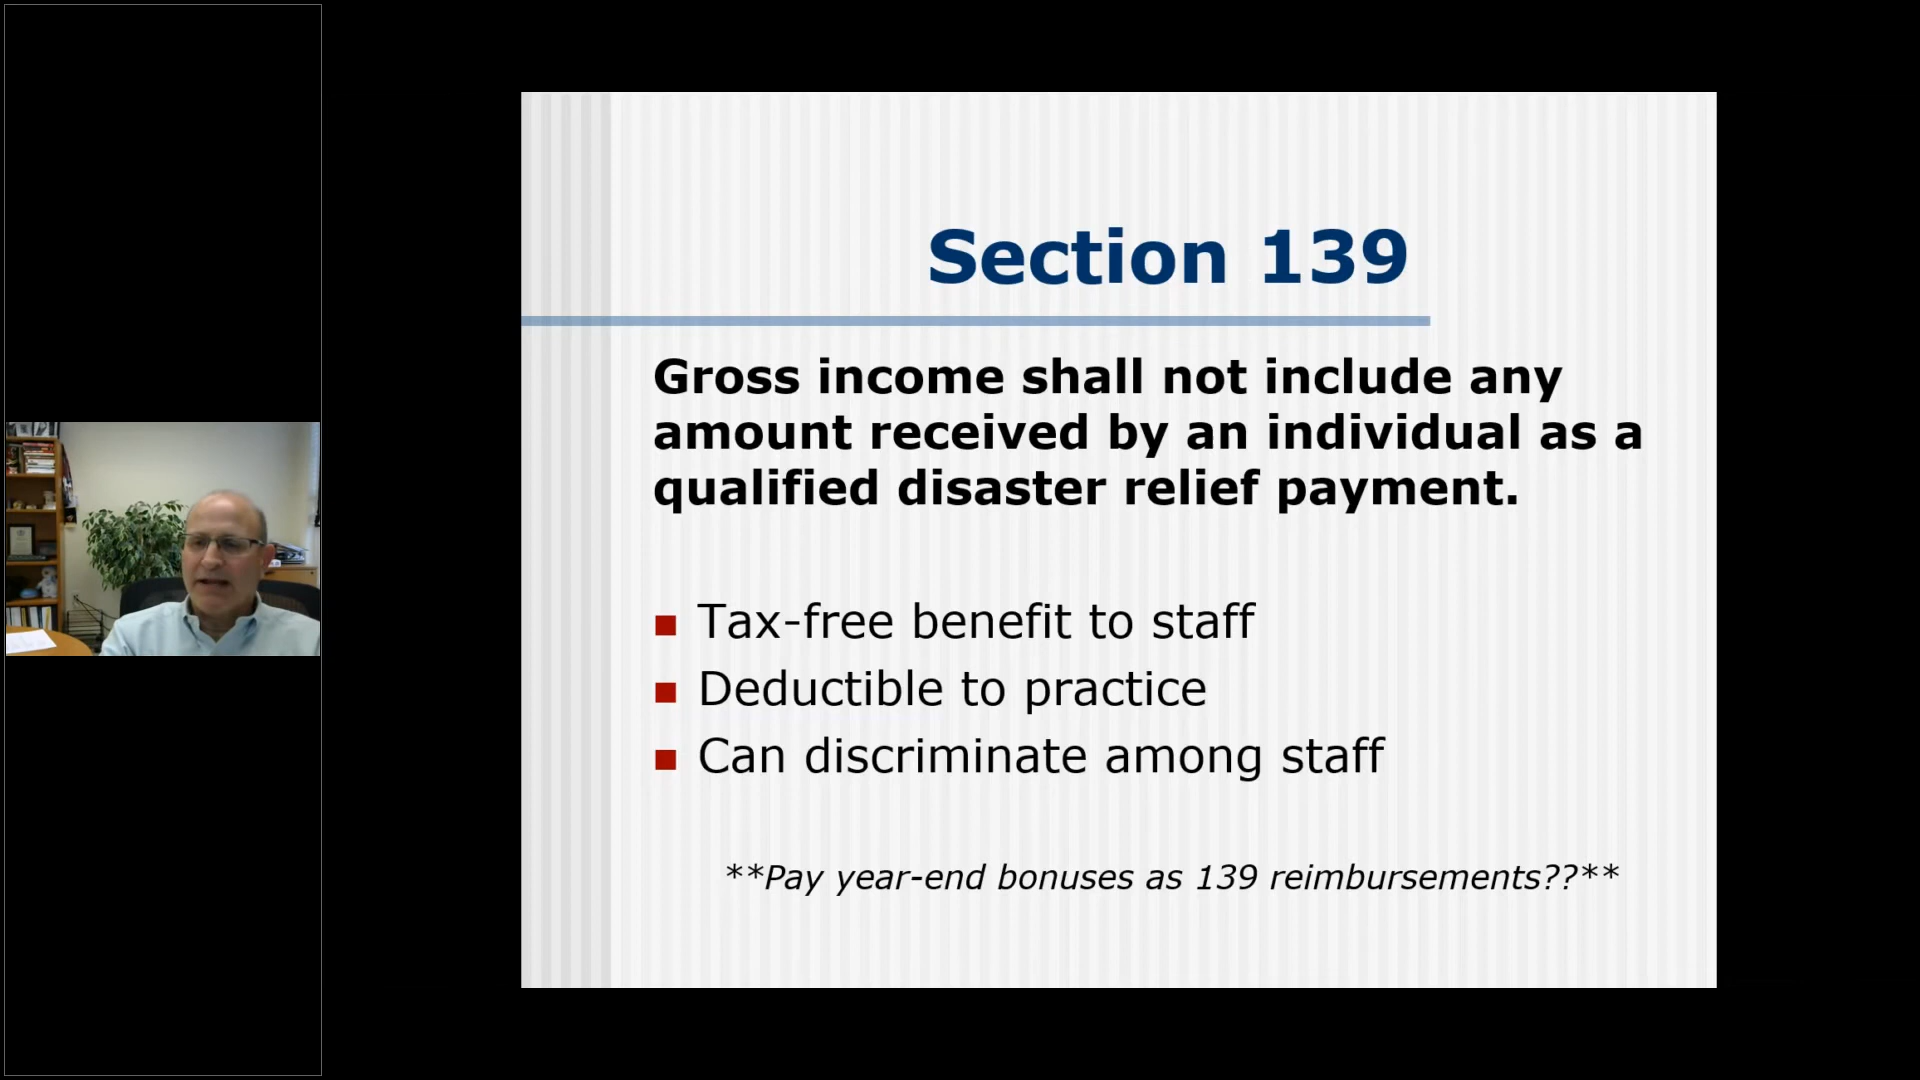 Section 139
Gross income shall not include any
amount received by an individual as a
qualified disaster relief payment.
Tax-free benefit to staff
Deductible to practice
Can discriminate among staff
**Pay year-end bonuses as 139 reimbursements??**